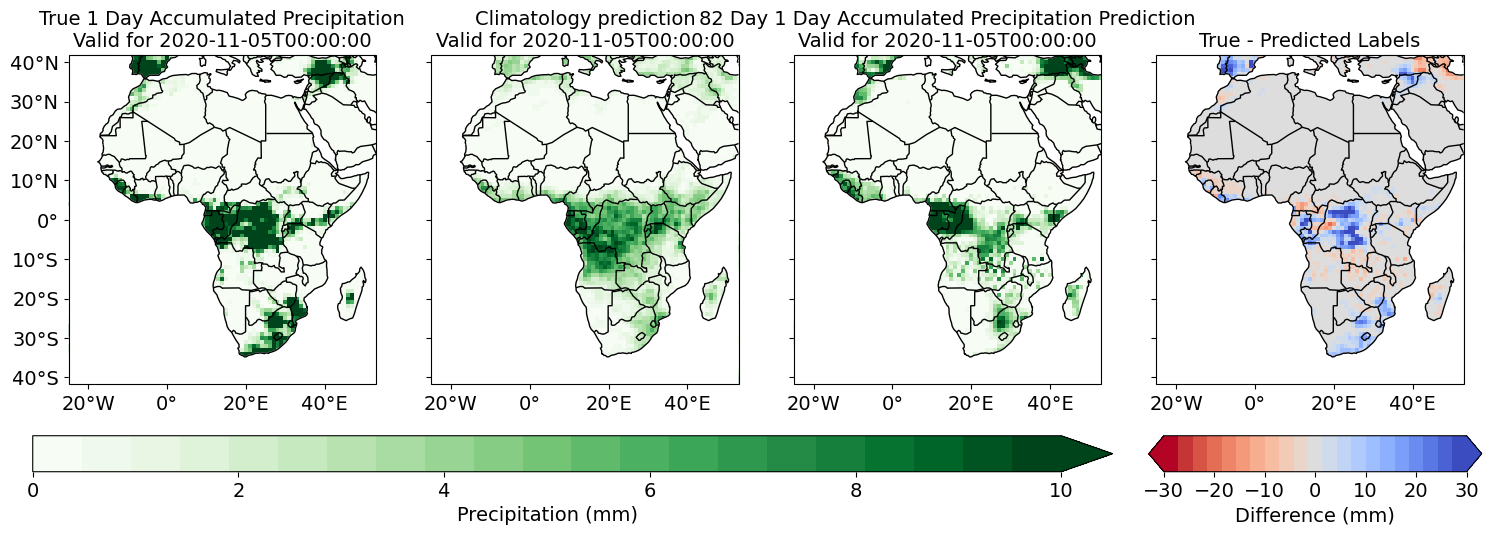 True 1 Day Accumulated Precipitation
Valid for 2020-11-05T00:00:00
Climatology prediction
Valid for 2020-11-05T00:00:00
82 Day 1 Day Accumulated Precipitation Prediction
Valid for 2020-11-05T00:00:00
True - Predicted Labels
40°N
30°N
20°N
10°N
0°
10°S
20°S
30°S
40°S
20°W 0° 20°E 40°E
20°W 0° 20°E 40°E
20°W 0° 20°E 40°E
20°W 0° 20°E 40°E
0 2 4 6 8 10
Precipitation (mm)
−30 −20 −10 0 10 20 30
Difference (mm)